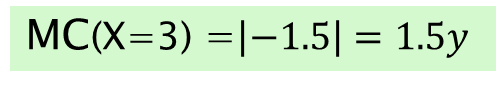 MC(X=3) =|−1.5| = 1.5y